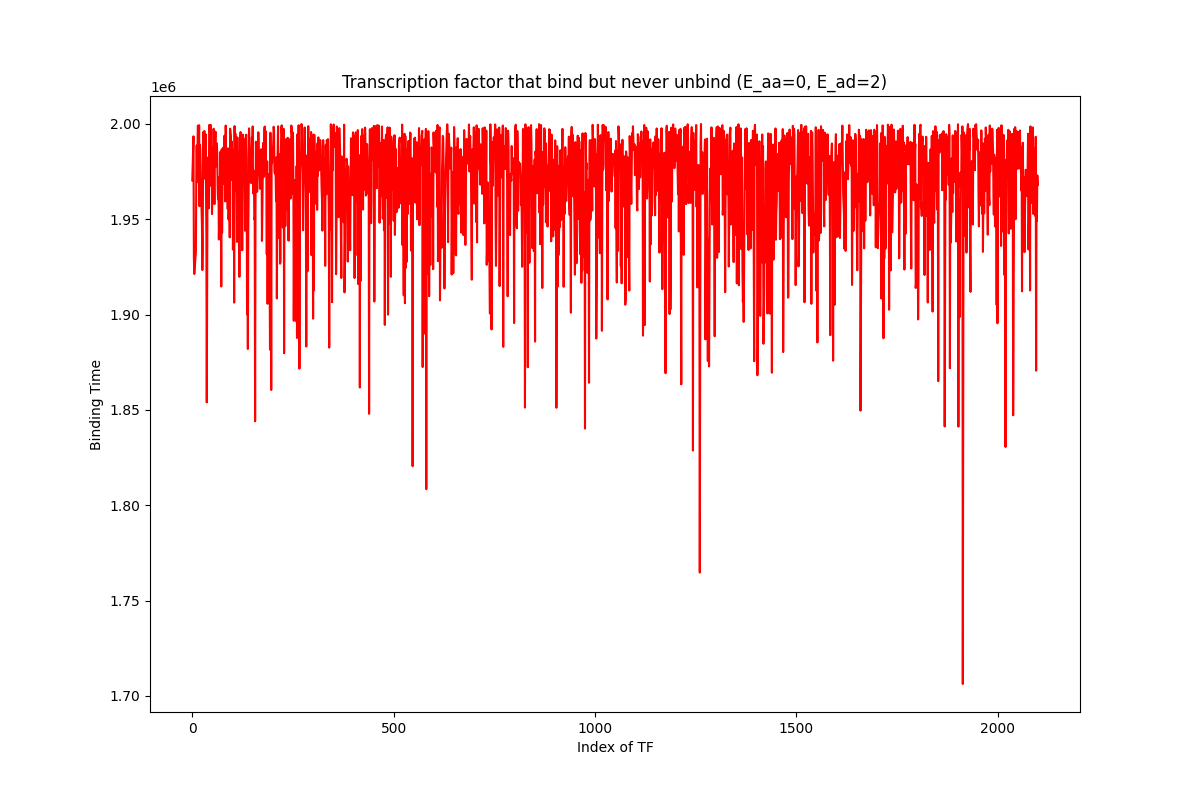 Transcription factor that bind but never unbind (E_aa=0, E_ad=2)
1e6
2.00
1.95
1.90
1.85
1.80
1.75
1.70
Binding Time
0 500 1000 1500 2000
Index of TF